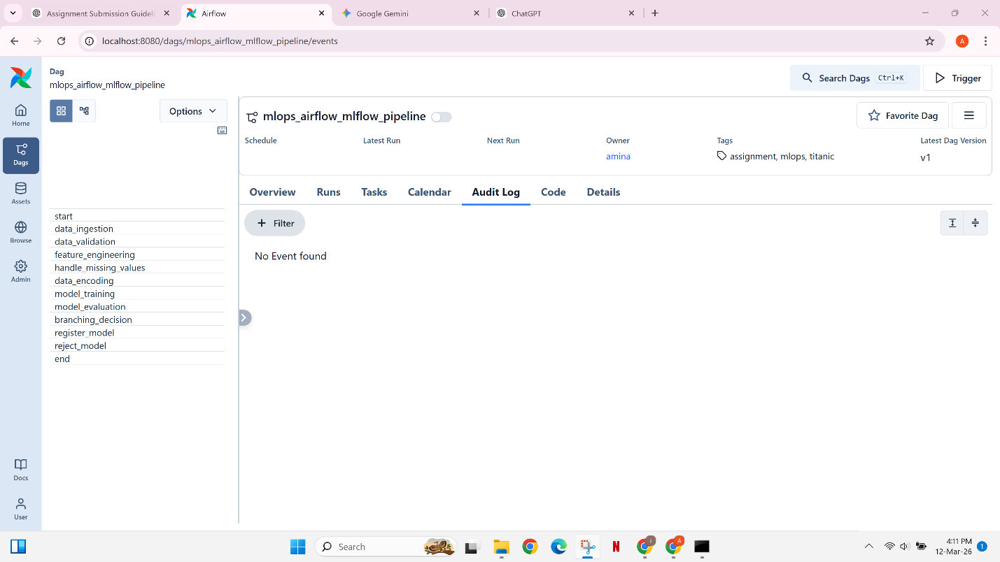 Assignment Submission Guideli
Airflow
Google Gemini
ChatGPT
localhost:8080/dags/mlops_airflow_mlflow_pipeline/events
A
Dag
mlops_airflow_mlflow_pipeline
Search Dags Ctrl+K
Trigger
Home
Dags
Assets
Browse
Admin
Docs
User
Options
start
data_ingestion
data_validation
feature_engineering
handle_missing_values
data_encoding
model_training
model_evaluation
branching_decision
register_model
reject_model
end
mlops_airflow_mlflow_pipeline
Favorite Dag
Schedule Latest Run Next Run Owner Tags Latest Dag Version
amina assignment, mlops, titanic v1
Overview Runs Tasks Calendar Audit Log Code Details
+ Filter
No Event found
Search
N
i
A
4:11 PM
12-Mar-26
1